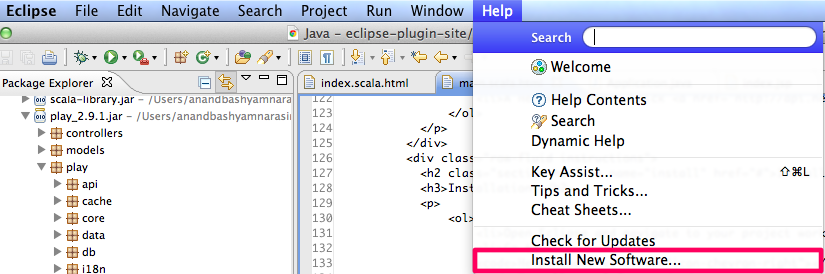 Eclipse File Edit Navigate Search Project Run Window Help
Java – eclipse-plugin-site/
Search
Package Explorer
index.scala.html
scala-library.jar – /Users/anandbashyamnarasi
play_2.9.1.jar – /Users/anandbashyamnarasi
controllers
models
play
api
cache
core
data
db
i18n
122
123 </ol
124 </p>
125 </div>
126 <div class
127 <h2 class
128 <h3>Instal
129 <p>
130 <ol>
131
132
133
Welcome
Help Contents
Search
Dynamic Help
Key Assist... ⇧⌘L
Tips and Tricks...
Cheat Sheets...
Check for Updates
Install New Software...